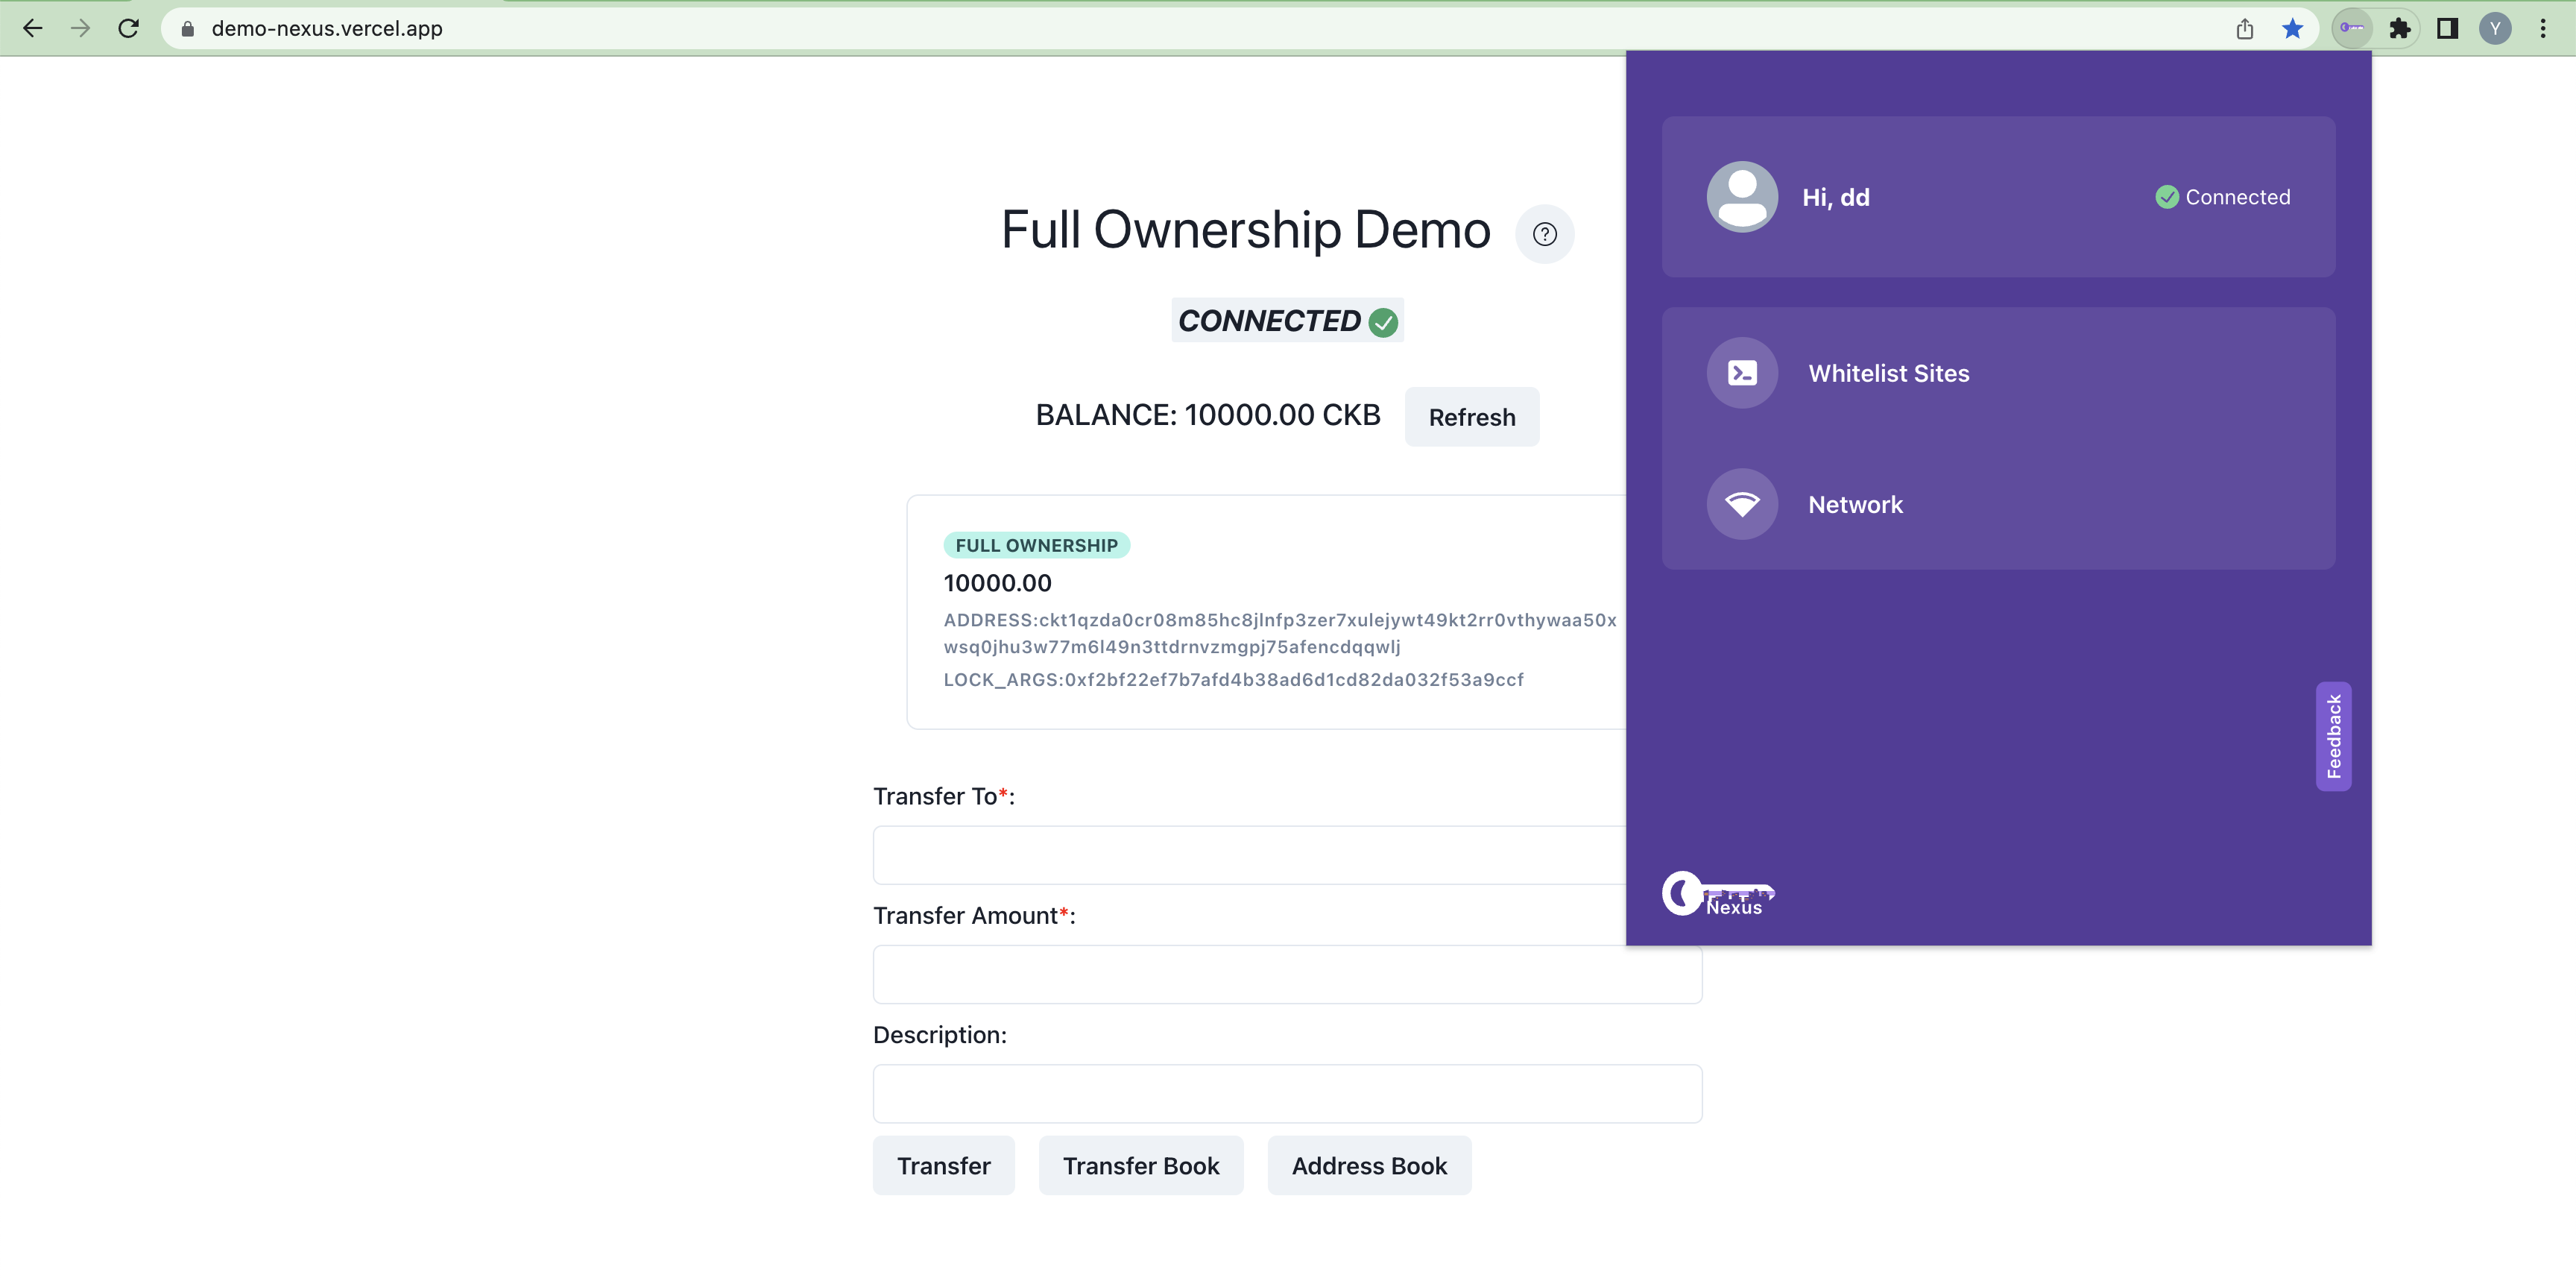 demo-nexus.vercel.app
Y
Full Ownership Demo
?
CONNECTED
BALANCE: 10000.00 CKB
Refresh
FULL OWNERSHIP
10000.00
ADDRESS:ckt1qzda0cr08m85hc8jlnfp3zer7xulejywt49kt2rr0vthywaa50x
wsq0jhu3w77m6l49n3ttdrnvzmgpj75afencdqqwlj
LOCK_ARGS:0xf2bf22ef7b7afd4b38ad6d1cd82da032f53a9ccf
Transfer To*:
Transfer Amount*:
Description:
Transfer
Transfer Book
Address Book
Hi, dd
Connected
Whitelist Sites
Network
Feedback
Nexus